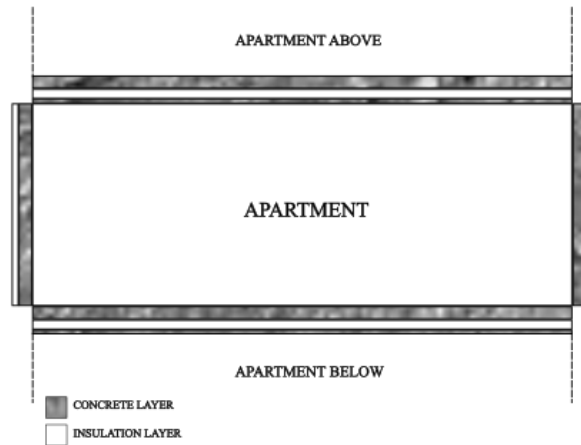 APARTMENT ABOVE
APARTMENT
APARTMENT BELOW
CONCRETE LAYER
INSULATION LAYER